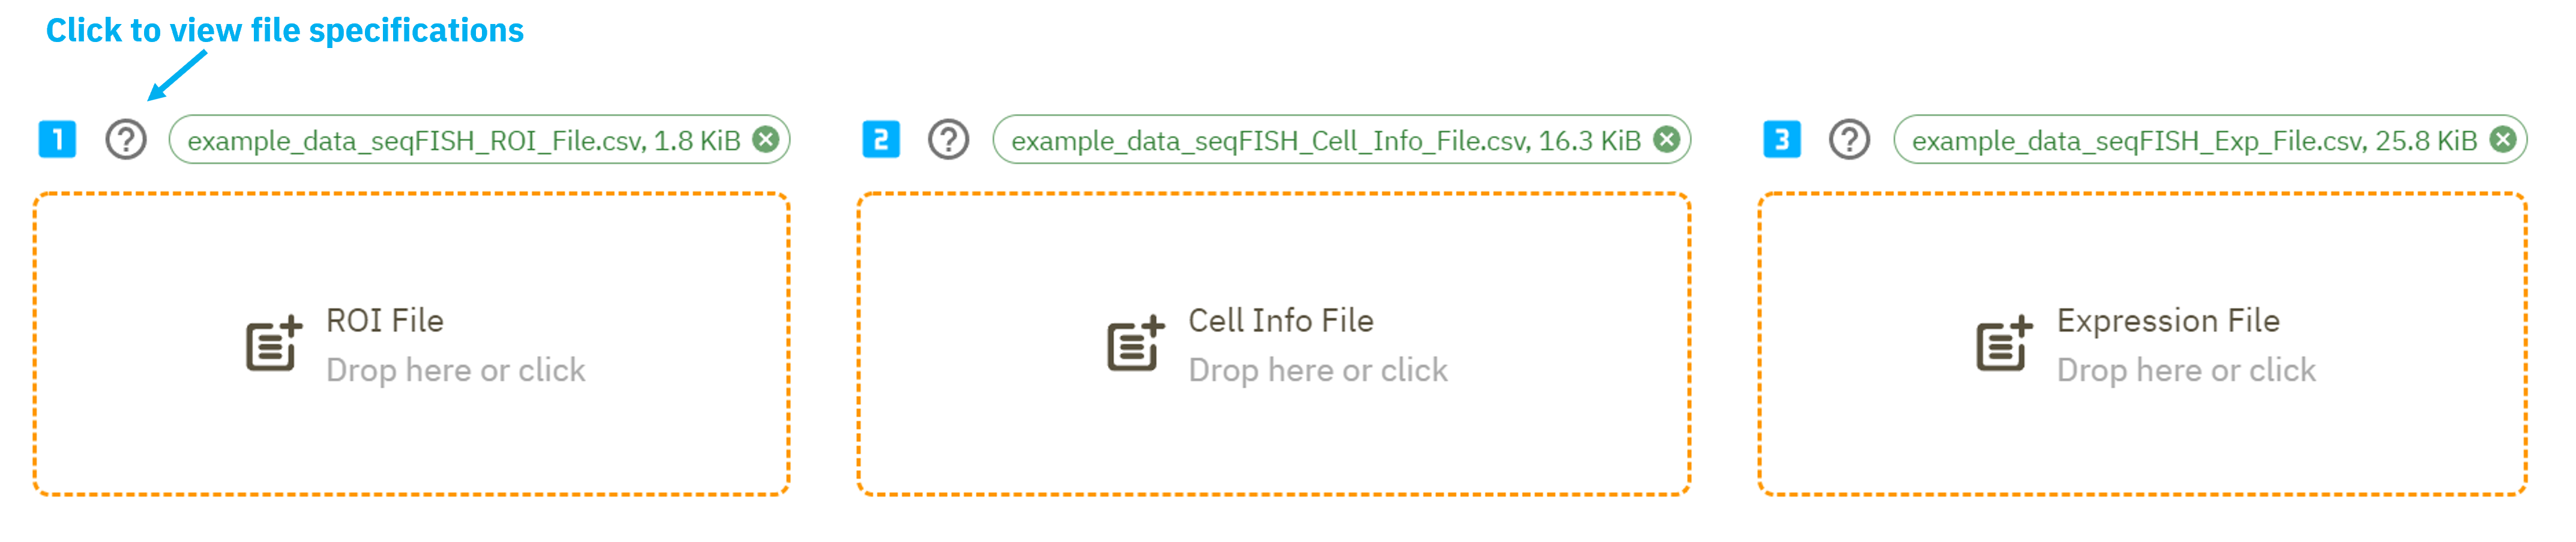 Click to view file specifications
1 ? example_data_seqFISH_ROI_File.csv, 1.8 KiB
2 ? example_data_seqFISH_Cell_Info_File.csv, 16.3 KiB
3 ? example_data_seqFISH_Exp_File.csv, 25.8 KiB
ROI File
Drop here or click
Cell Info File
Drop here or click
Expression File
Drop here or click